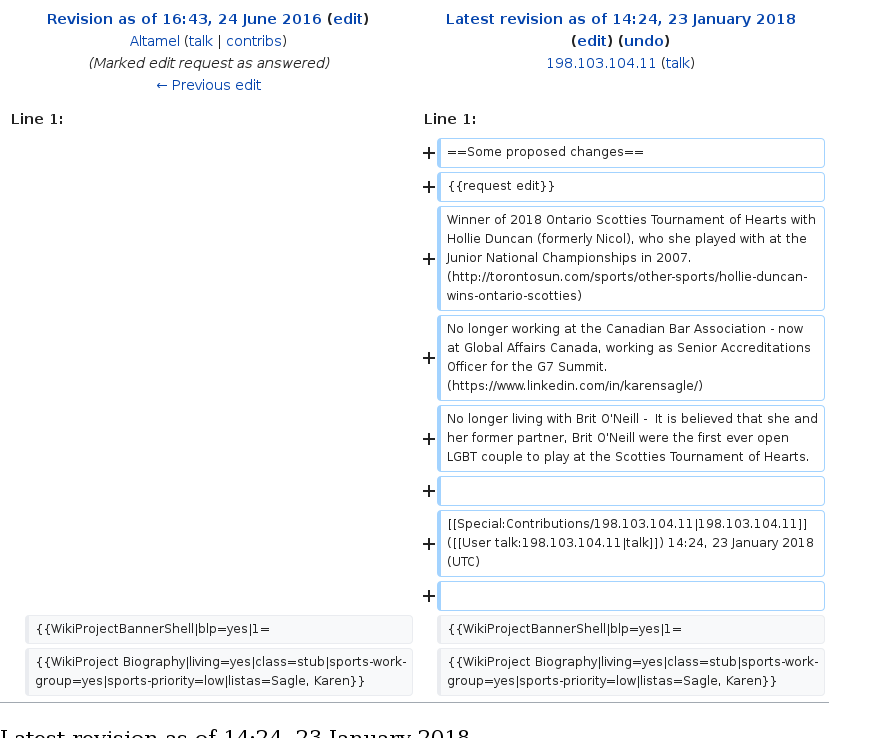 Revision as of 16:43, 24 June 2016 (edit)
Altamel (talk | contribs)
(Marked edit request as answered)
← Previous edit
Latest revision as of 14:24, 23 January 2018
(edit) (undo)
198.103.104.11 (talk)
Line 1:
Line 1:
+ ==Some proposed changes==
+ {{request edit}}
+ Winner of 2018 Ontario Scotties Tournament of Hearts with
Hollie Duncan (formerly Nicol), who she played with at the
Junior National Championships in 2007.
(http://torontosun.com/sports/other-sports/hollie-duncan-
wins-ontario-scotties)
+ No longer working at the Canadian Bar Association - now
at Global Affairs Canada, working as Senior Accreditations
Officer for the G7 Summit.
(https://www.linkedin.com/in/karensagle/)
+ No longer living with Brit O'Neill -  It is believed that she and
her former partner, Brit O'Neill were the first ever open
LGBT couple to play at the Scotties Tournament of Hearts.
+
+ [[Special:Contributions/198.103.104.11|198.103.104.11]]
([[User talk:198.103.104.11|talk]]) 14:24, 23 January 2018
(UTC)
+
{{WikiProjectBannerShell|blp=yes|1=
{{WikiProjectBannerShell|blp=yes|1=
{{WikiProject Biography|living=yes|class=stub|sports-work-
group=yes|sports-priority=low|listas=Sagle, Karen}}
{{WikiProject Biography|living=yes|class=stub|sports-work-
group=yes|sports-priority=low|listas=Sagle, Karen}}
Latest revision as of 14:24, 23 January 2018